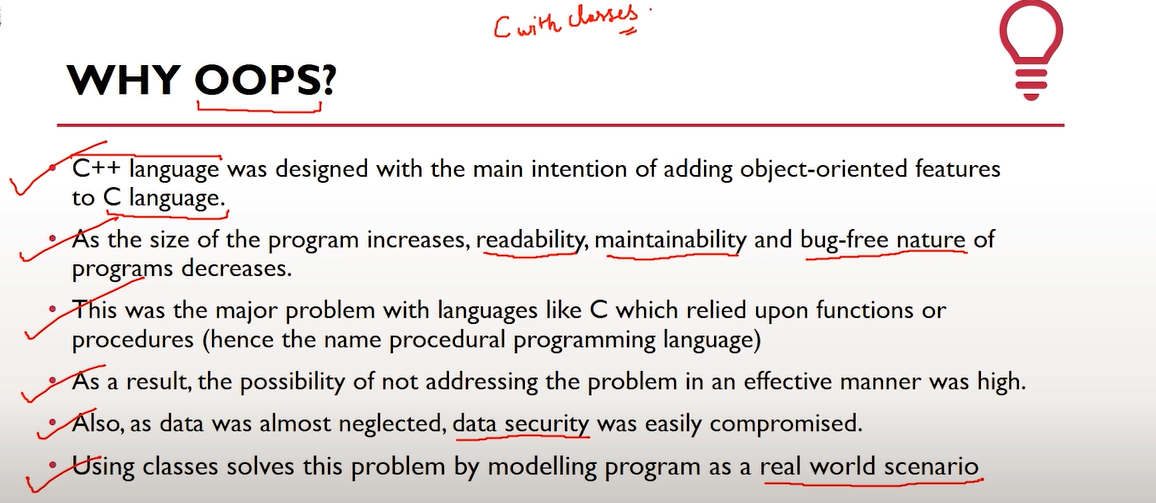 C with classes.
WHY OOPS?
• C++ language was designed with the main intention of adding object-oriented features
to C language.
• As the size of the program increases, readability, maintainability and bug-free nature of
programs decreases.
• This was the major problem with languages like C which relied upon functions or
procedures (hence the name procedural programming language)
• As a result, the possibility of not addressing the problem in an effective manner was high.
• Also, as data was almost neglected, data security was easily compromised.
• Using classes solves this problem by modelling program as a real world scenario